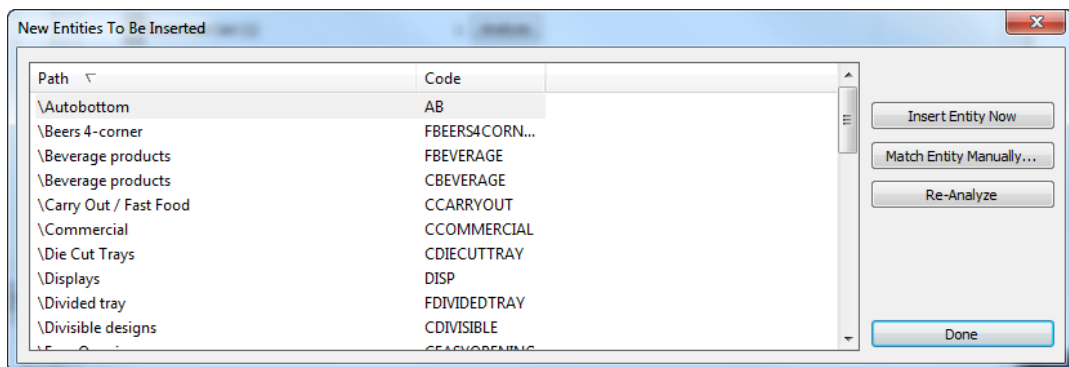 New Entities To Be Inserted
Path Code
\Autobottom AB
\Beers 4-corner FBEERS4CORN...
\Beverage products FBEVERAGE
\Beverage products CBEVERAGE
\Carry Out / Fast Food CCARRYOUT
\Commercial CCOMMERCIAL
\Die Cut Trays CDIECUTTRAY
\Displays DISP
\Divided tray FDIVIDEDTRAY
\Divisible designs CDIVISIBLE
Insert Entity Now
Match Entity Manually...
Re-Analyze
Done